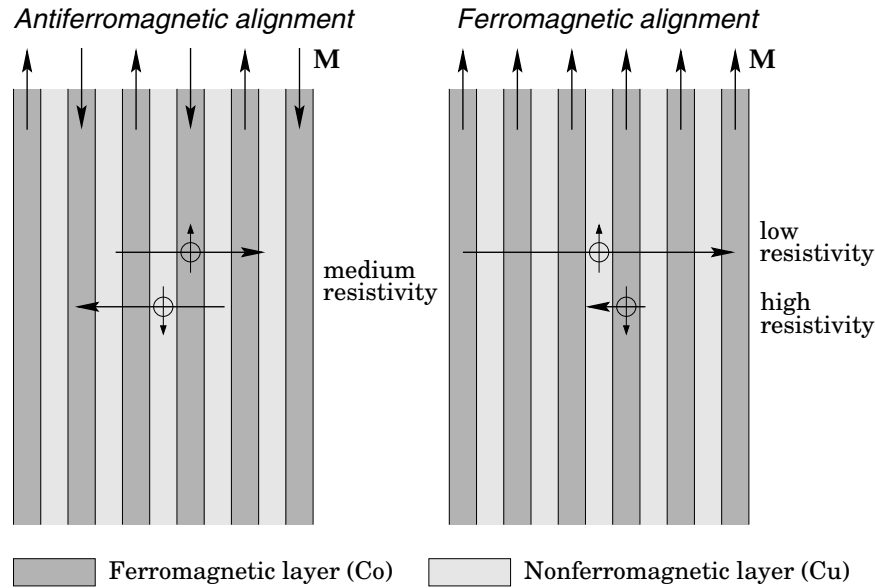 Antiferromagnetic alignment
Ferromagnetic alignment
M
M
medium
resistivity
low
resistivity
high
resistivity
Ferromagnetic layer (Co)
Nonferromagnetic layer (Cu)